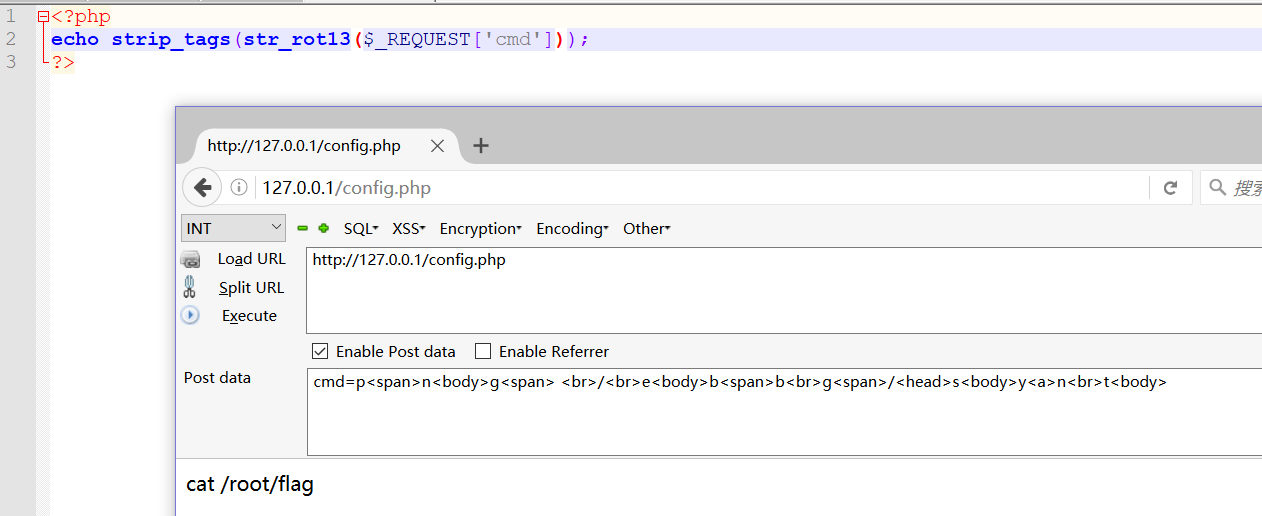 1 <?php
2 echo strip_tags(str_rot13($_REQUEST['cmd']));
3 ?>
http://127.0.0.1/config.php
127.0.0.1/config.php
搜索
INT SQL XSS Encryption Encoding Other
Load URL http://127.0.0.1/config.php
Split URL
Execute
Enable Post data Enable Referrer
Post data cmd=p<span>n<body>g<span> <br>/<br>e<body>b<span>b<br>g<span>/<head>s<body>y<a>n<br>t<body>
cat /root/flag